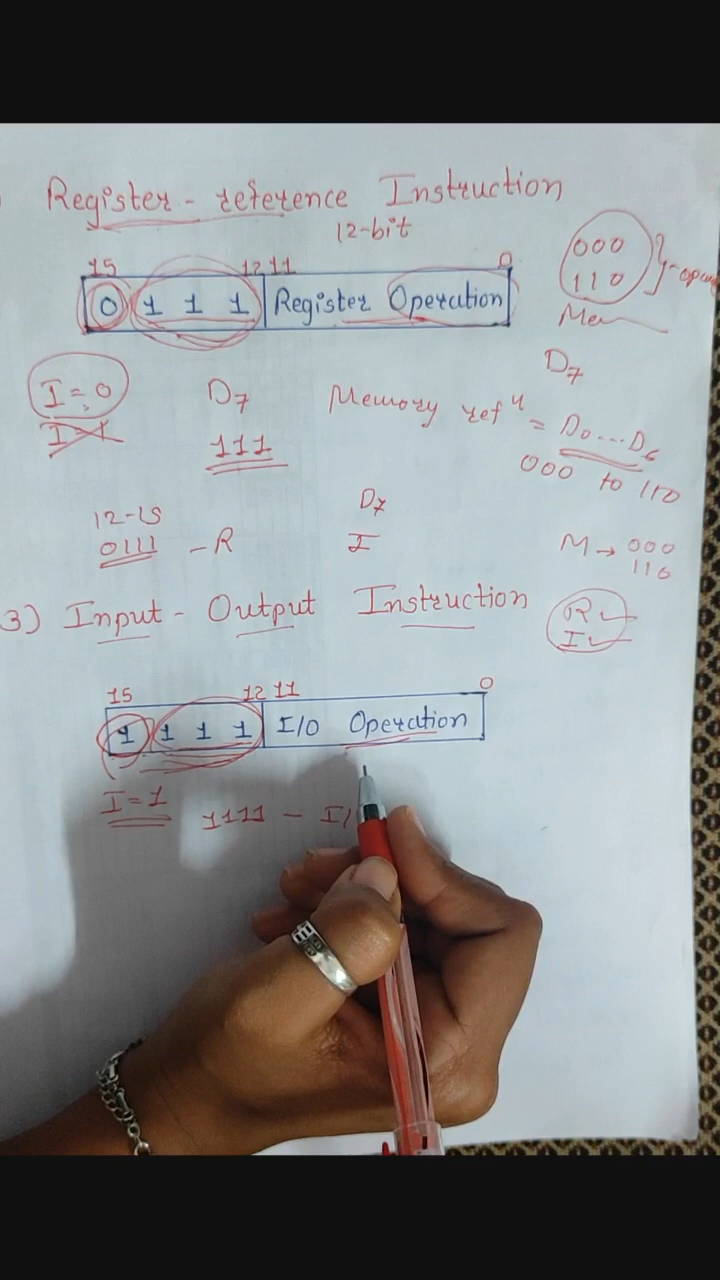 Register - reference Instruction
12-bit
15 12 11 0
0 1 1 1 Register Operation
000
110
I = 0
D7
111
Memory ref = D0...D6
000 to 110
D7
12-15
0111 - R
D7
I
M → 000
110
3) Input - Output Instruction
R
I
15 12 11 0
1 1 1 1 I/O Operation
I = 1
1111 - I/